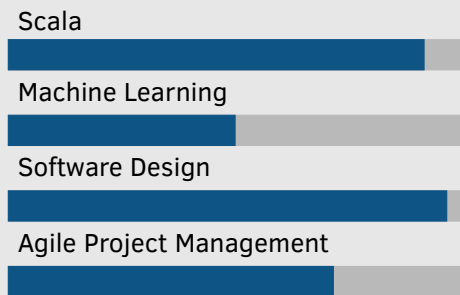 Scala
Machine Learning
Software Design
Agile Project Management